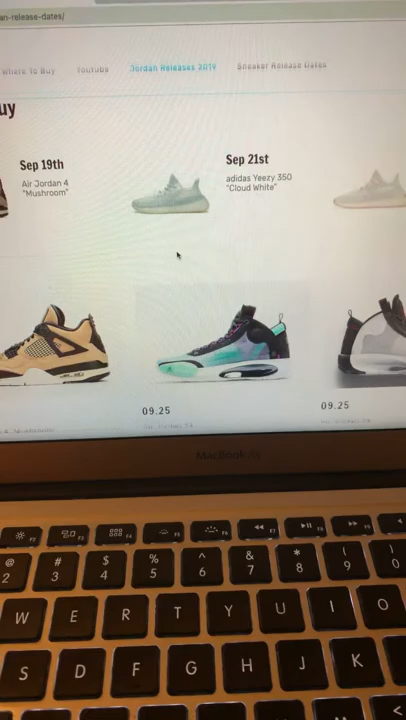 an-release-dates/
Where To Buy Youtube Jordan Releases 2019 Sneaker Release Dates
uy
Sep 19th
Air Jordan 4
"Mushroom"
Sep 21st
adidas Yeezy 350
"Cloud White"
09.25
09.25
MacBook Air
F2 F3 F4 F5 F6 F7 F8 F9
@ # $ % ^ & * ( )
2 3 4 5 6 7 8 9 0
W E R T Y U I O
S D F G H J K
<